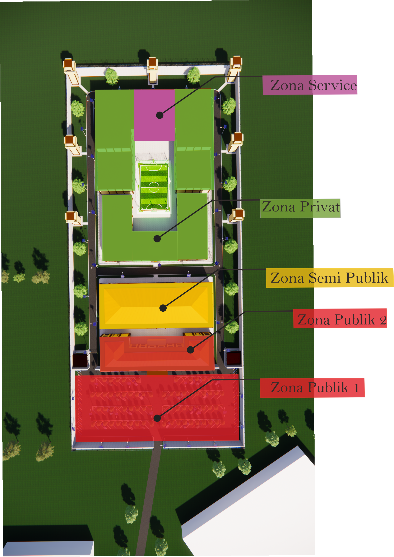 Zona Service
Zona Privat
Zona Semi Publik
Zona Publik 2
Zona Publik 1